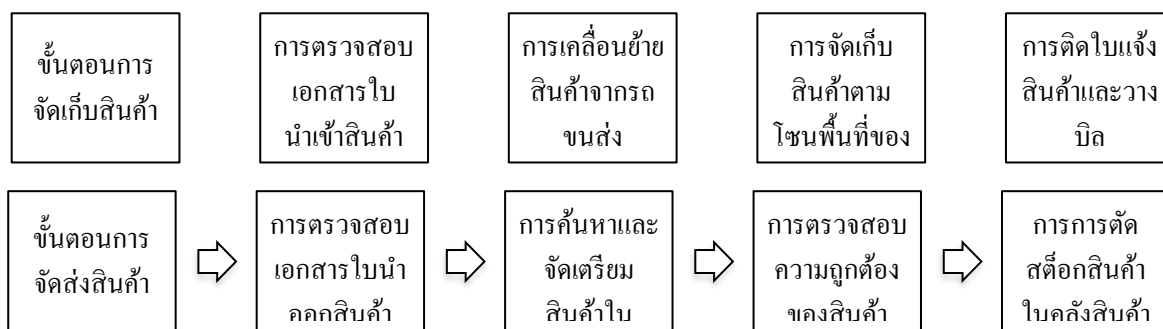 ขั้นตอนการ
จัดเก็บสินค้า
การตรวจสอบ
เอกสารใบ
นำเข้าสินค้า
การเคลื่อนย้าย
สินค้าจากรถ
ขนส่ง
การจัดเก็บ
สินค้าตาม
โซนพื้นที่ของ
การติดใบแจ้ง
สินค้าและวาง
บิล
ขั้นตอนการ
จัดส่งสินค้า
การตรวจสอบ
เอกสารใบนำ
ออกสินค้า
การค้นหาและ
จัดเตรียม
สินค้าใน
การตรวจสอบ
ความถูกต้อง
ของสินค้า
การการตัด
สต็อกสินค้า
ในคลังสินค้า